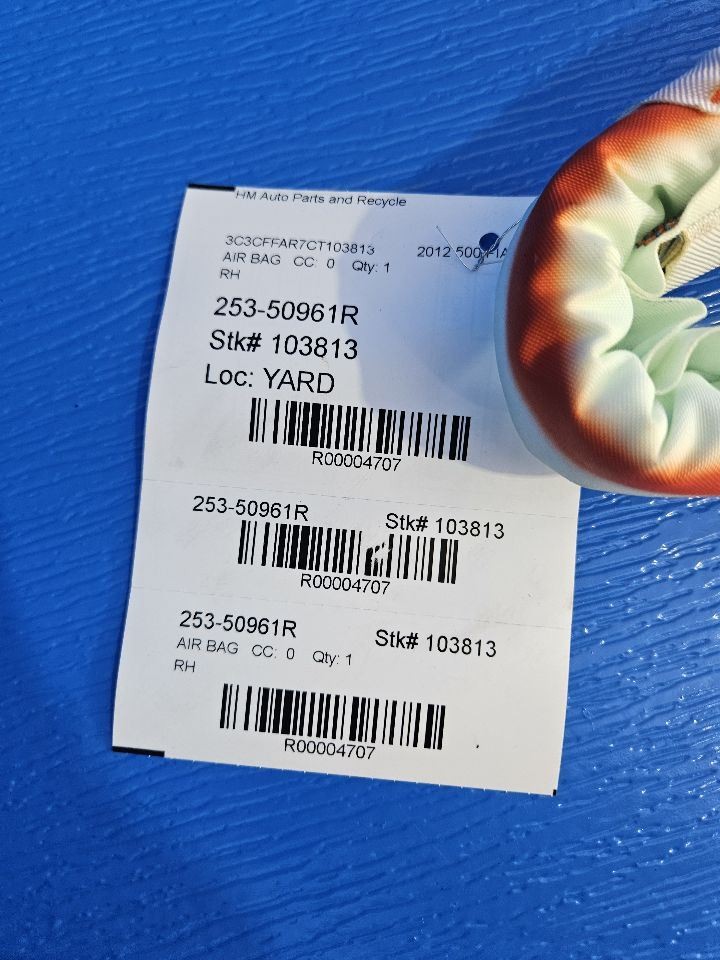 HM Auto Parts and Recycle
3C3CFFAR7CT103813 2012 500
AIR BAG CC: 0 Qty: 1
RH
253-50961R
Stk# 103813
Loc: YARD
R00004707
253-50961R Stk# 103813
R00004707
253-50961R Stk# 103813
AIR BAG CC: 0 Qty: 1
RH
R00004707